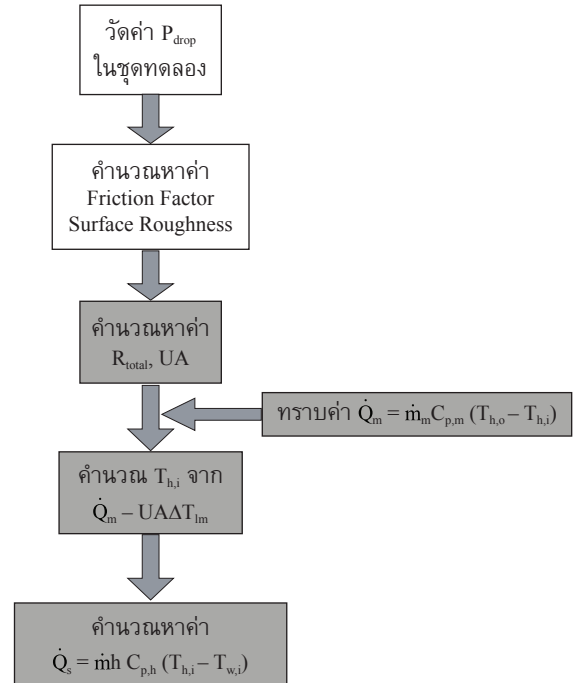 วัดค่า P_drop
ในชุดทดลอง
คำนวณหาค่า
Friction Factor
Surface Roughness
คำนวณหาค่า
R_total, UA
ทราบค่า Q̇_m = ṁ_m C_p,m (T_h,o – T_h,i)
คำนวณ T_h,i จาก
Q̇_m – UAΔT_lm
คำนวณหาค่า
Q̇_s = ṁh C_p,h (T_h,i – T_w,i)